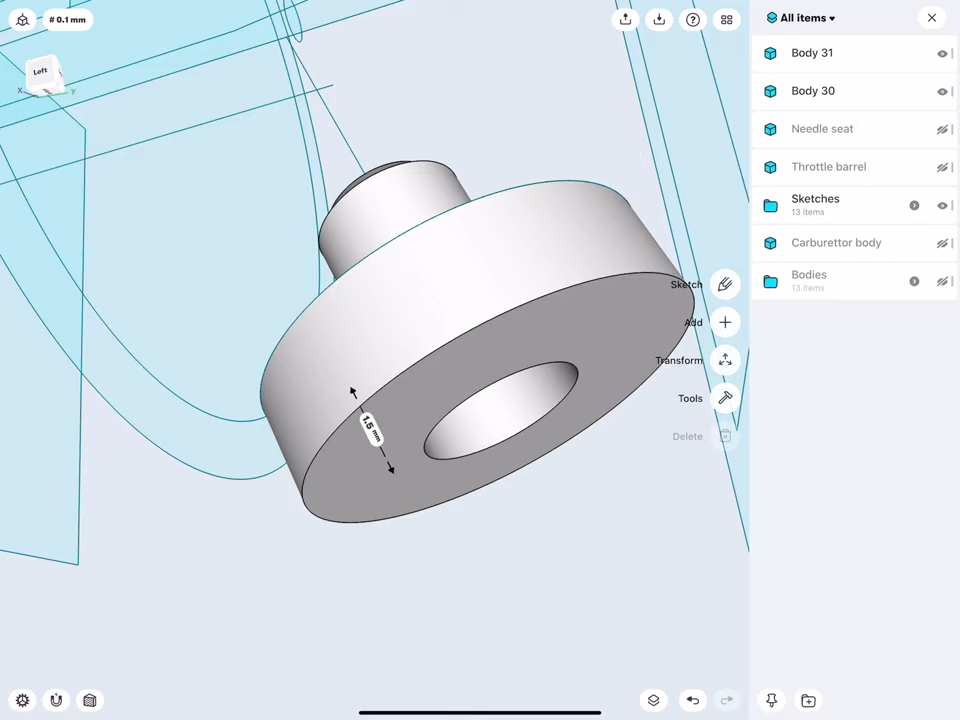 # 0.1 mm
All items ▾
Left
x
y
Body 31
Body 30
Needle seat
Throttle barrel
Sketches
13 items
Carburettor body
Bodies
13 items
Sketch
Add
Transform
Tools
Delete
1.5 mm